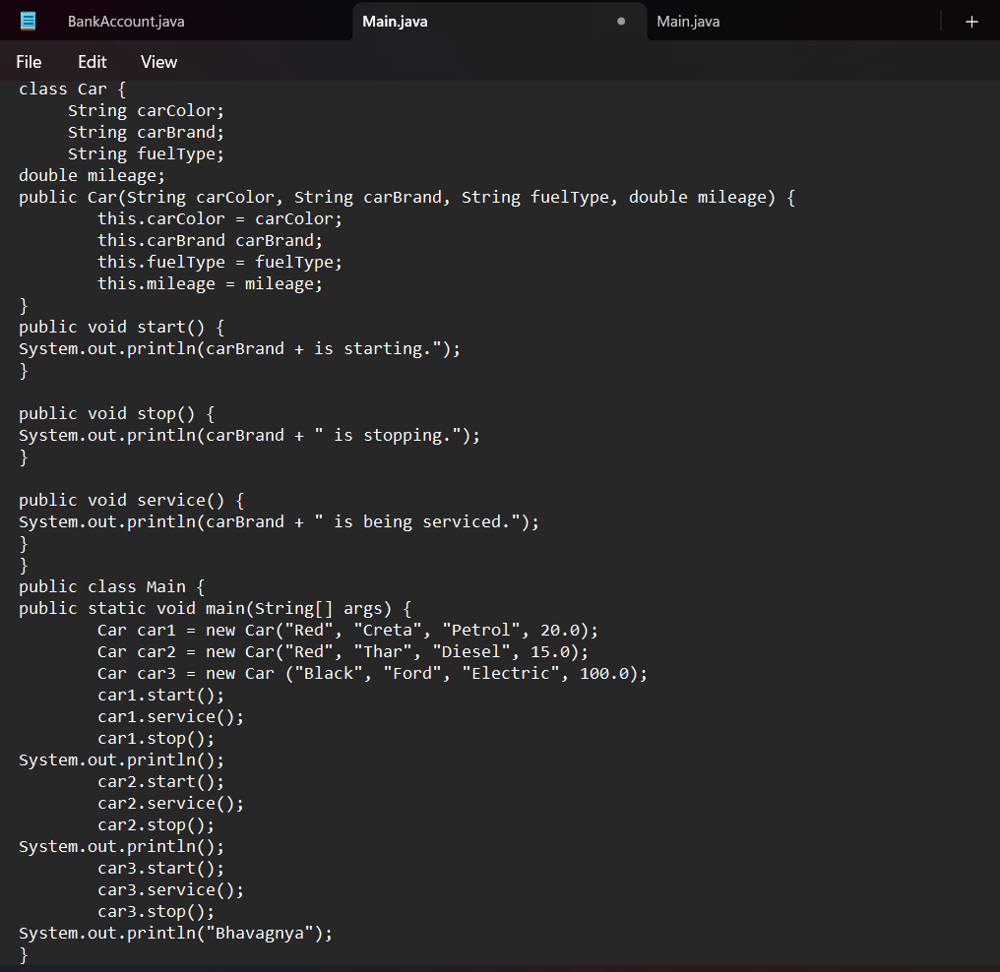 BankAccount.java Main.java Main.java
File Edit View
class Car {
     String carColor;
     String carBrand;
     String fuelType;
double mileage;
public Car(String carColor, String carBrand, String fuelType, double mileage) {
        this.carColor = carColor;
        this.carBrand carBrand;
        this.fuelType = fuelType;
        this.mileage = mileage;
}
public void start() {
System.out.println(carBrand + is starting.");
}

public void stop() {
System.out.println(carBrand + " is stopping.");
}

public void service() {
System.out.println(carBrand + " is being serviced.");
}
}
public class Main {
public static void main(String[] args) {
        Car car1 = new Car("Red", "Creta", "Petrol", 20.0);
        Car car2 = new Car("Red", "Thar", "Diesel", 15.0);
        Car car3 = new Car ("Black", "Ford", "Electric", 100.0);
        car1.start();
        car1.service();
        car1.stop();
System.out.println();
        car2.start();
        car2.service();
        car2.stop();
System.out.println();
        car3.start();
        car3.service();
        car3.stop();
System.out.println("Bhavagnya");
}